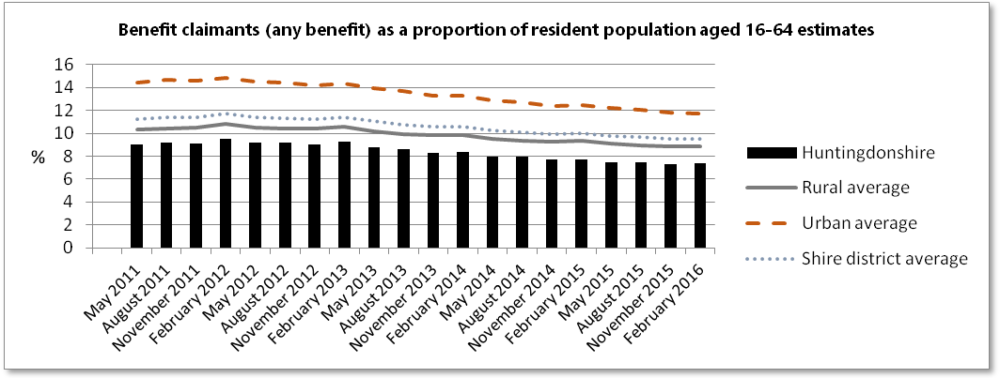 Benefit claimants (any benefit) as a proportion of resident population aged 16-64 estimates
16
14
12
10
8
6
4
2
0
%
May 2011
August 2011
November 2011
February 2012
May 2012
August 2012
November 2012
February 2013
May 2013
August 2013
November 2013
February 2014
May 2014
August 2014
November 2014
February 2015
May 2015
August 2015
November 2015
February 2016
Huntingdonshire
Rural average
Urban average
Shire district average